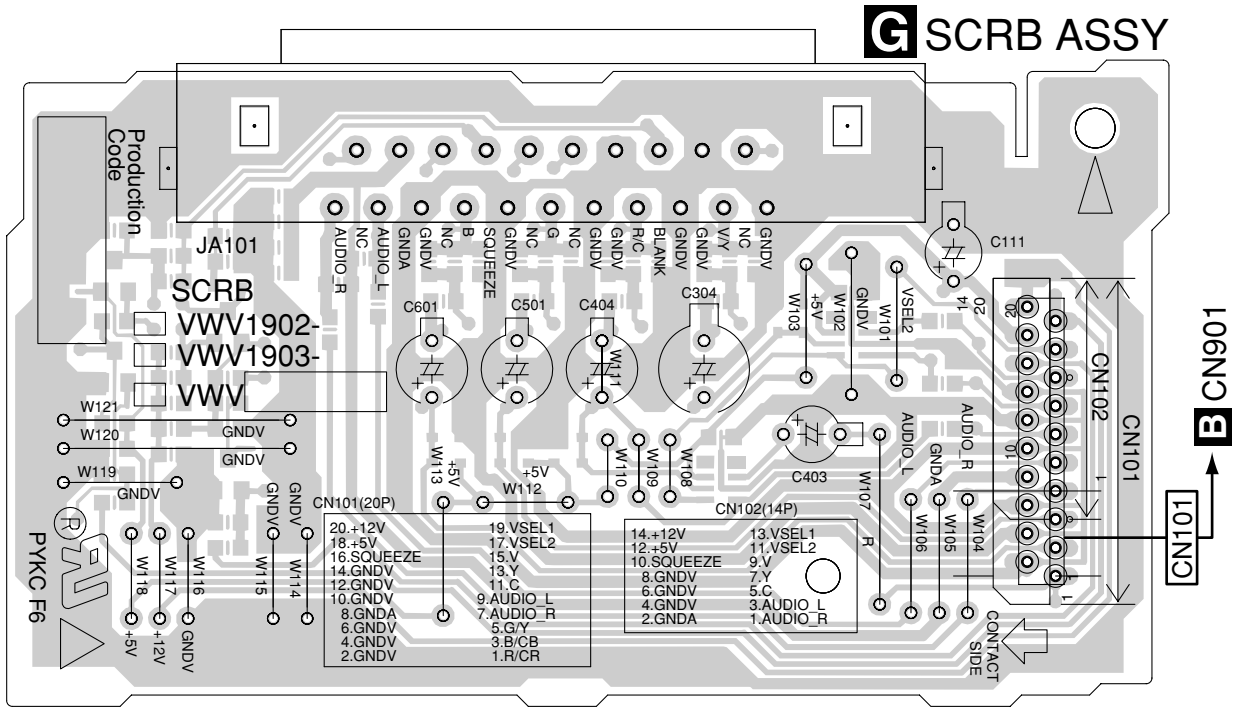 G SCRB ASSY
Production
Code
JA101
SCRB
VWV1902-
VWV1903-
VWV
AUDIO_R
NC
AUDIO_L
GNDA
GNDV
NC
B
SQUEEZE
GNDV
NC
G
NC
GNDV
GNDV
R/C
BLANK
GNDV
GNDV
V/Y
NC
GNDV
C601
C501
C404
C304
C111
W111
W103
+5V
W102
GNDV
W101
VSEL2
14
20
20
CN102
CN101
B CN901
CN101
W121
GNDV
W120
GNDV
W119
GNDV
GNDV
GNDV
W113
+5V
+5V
W112
W110
W109
W108
C403
W107
R
AUDIO_L
GNDA
AUDIO_R
10
1
1
W106
W105
W104
PYKC F6
W118
W117
W116
W115
W114
+5V
+12V
GNDV
CN101(20P)
20.+12V 19.VSEL1
18.+5V 17.VSEL2
16.SQUEEZE 15.V
14.GNDV 13.Y
12.GNDV 11.C
10.GNDV 9.AUDIO_L
8.GNDA 7.AUDIO_R
6.GNDV 5.G/Y
4.GNDV 3.B/CB
2.GNDV 1.R/CR
CN102(14P)
14.+12V 13.VSEL1
12.+5V 11.VSEL2
10.SQUEEZE 9.V
8.GNDV 7.Y
6.GNDV 5.C
4.GNDV 3.AUDIO_L
2.GNDA 1.AUDIO_R
CONTACT
SIDE